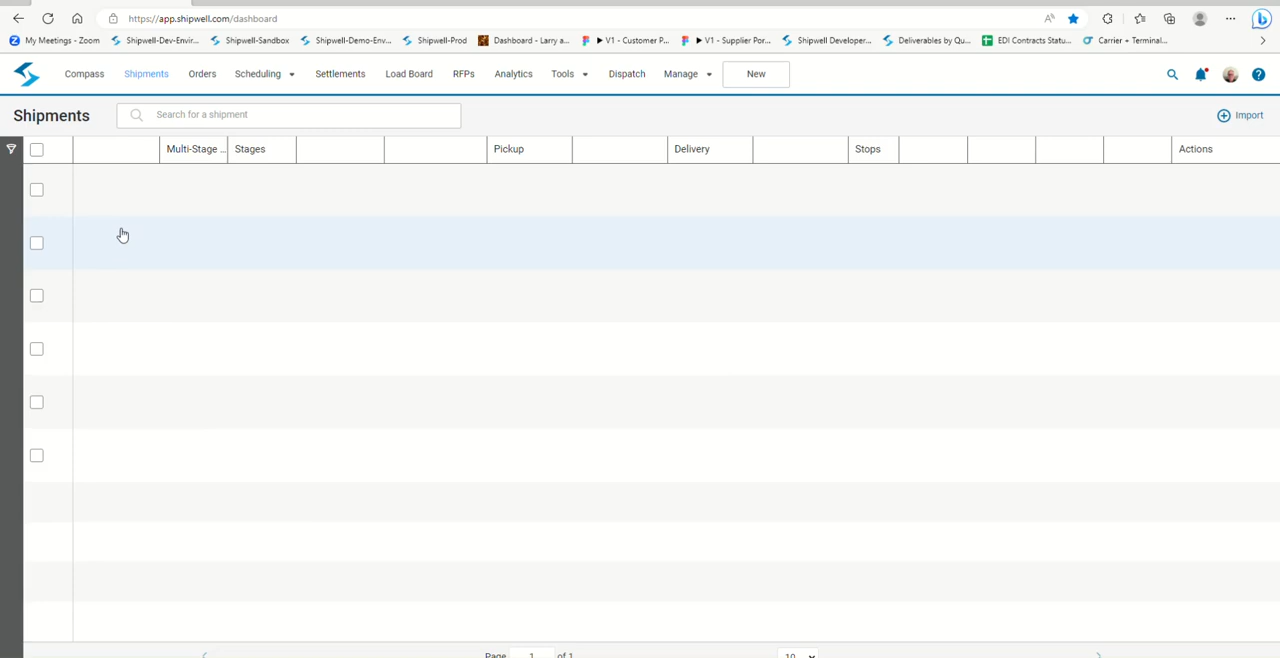 https://app.shipwell.com/dashboard
My Meetings - Zoom Shipwell-Dev-Envir... Shipwell-Sandbox Shipwell-Demo-Env... Shipwell-Prod Dashboard - Larry a... V1 - Customer P... V1 - Supplier Por... Shipwell Developer... Deliverables by Qu... EDI Contracts Statu... Carrier + Terminal...
Compass Shipments Orders Scheduling Settlements Load Board RFPs Analytics Tools Dispatch Manage New
Shipments Search for a shipment Import
Multi-Stage ... Stages Pickup Delivery Stops Actions
Page 1 of 1 10